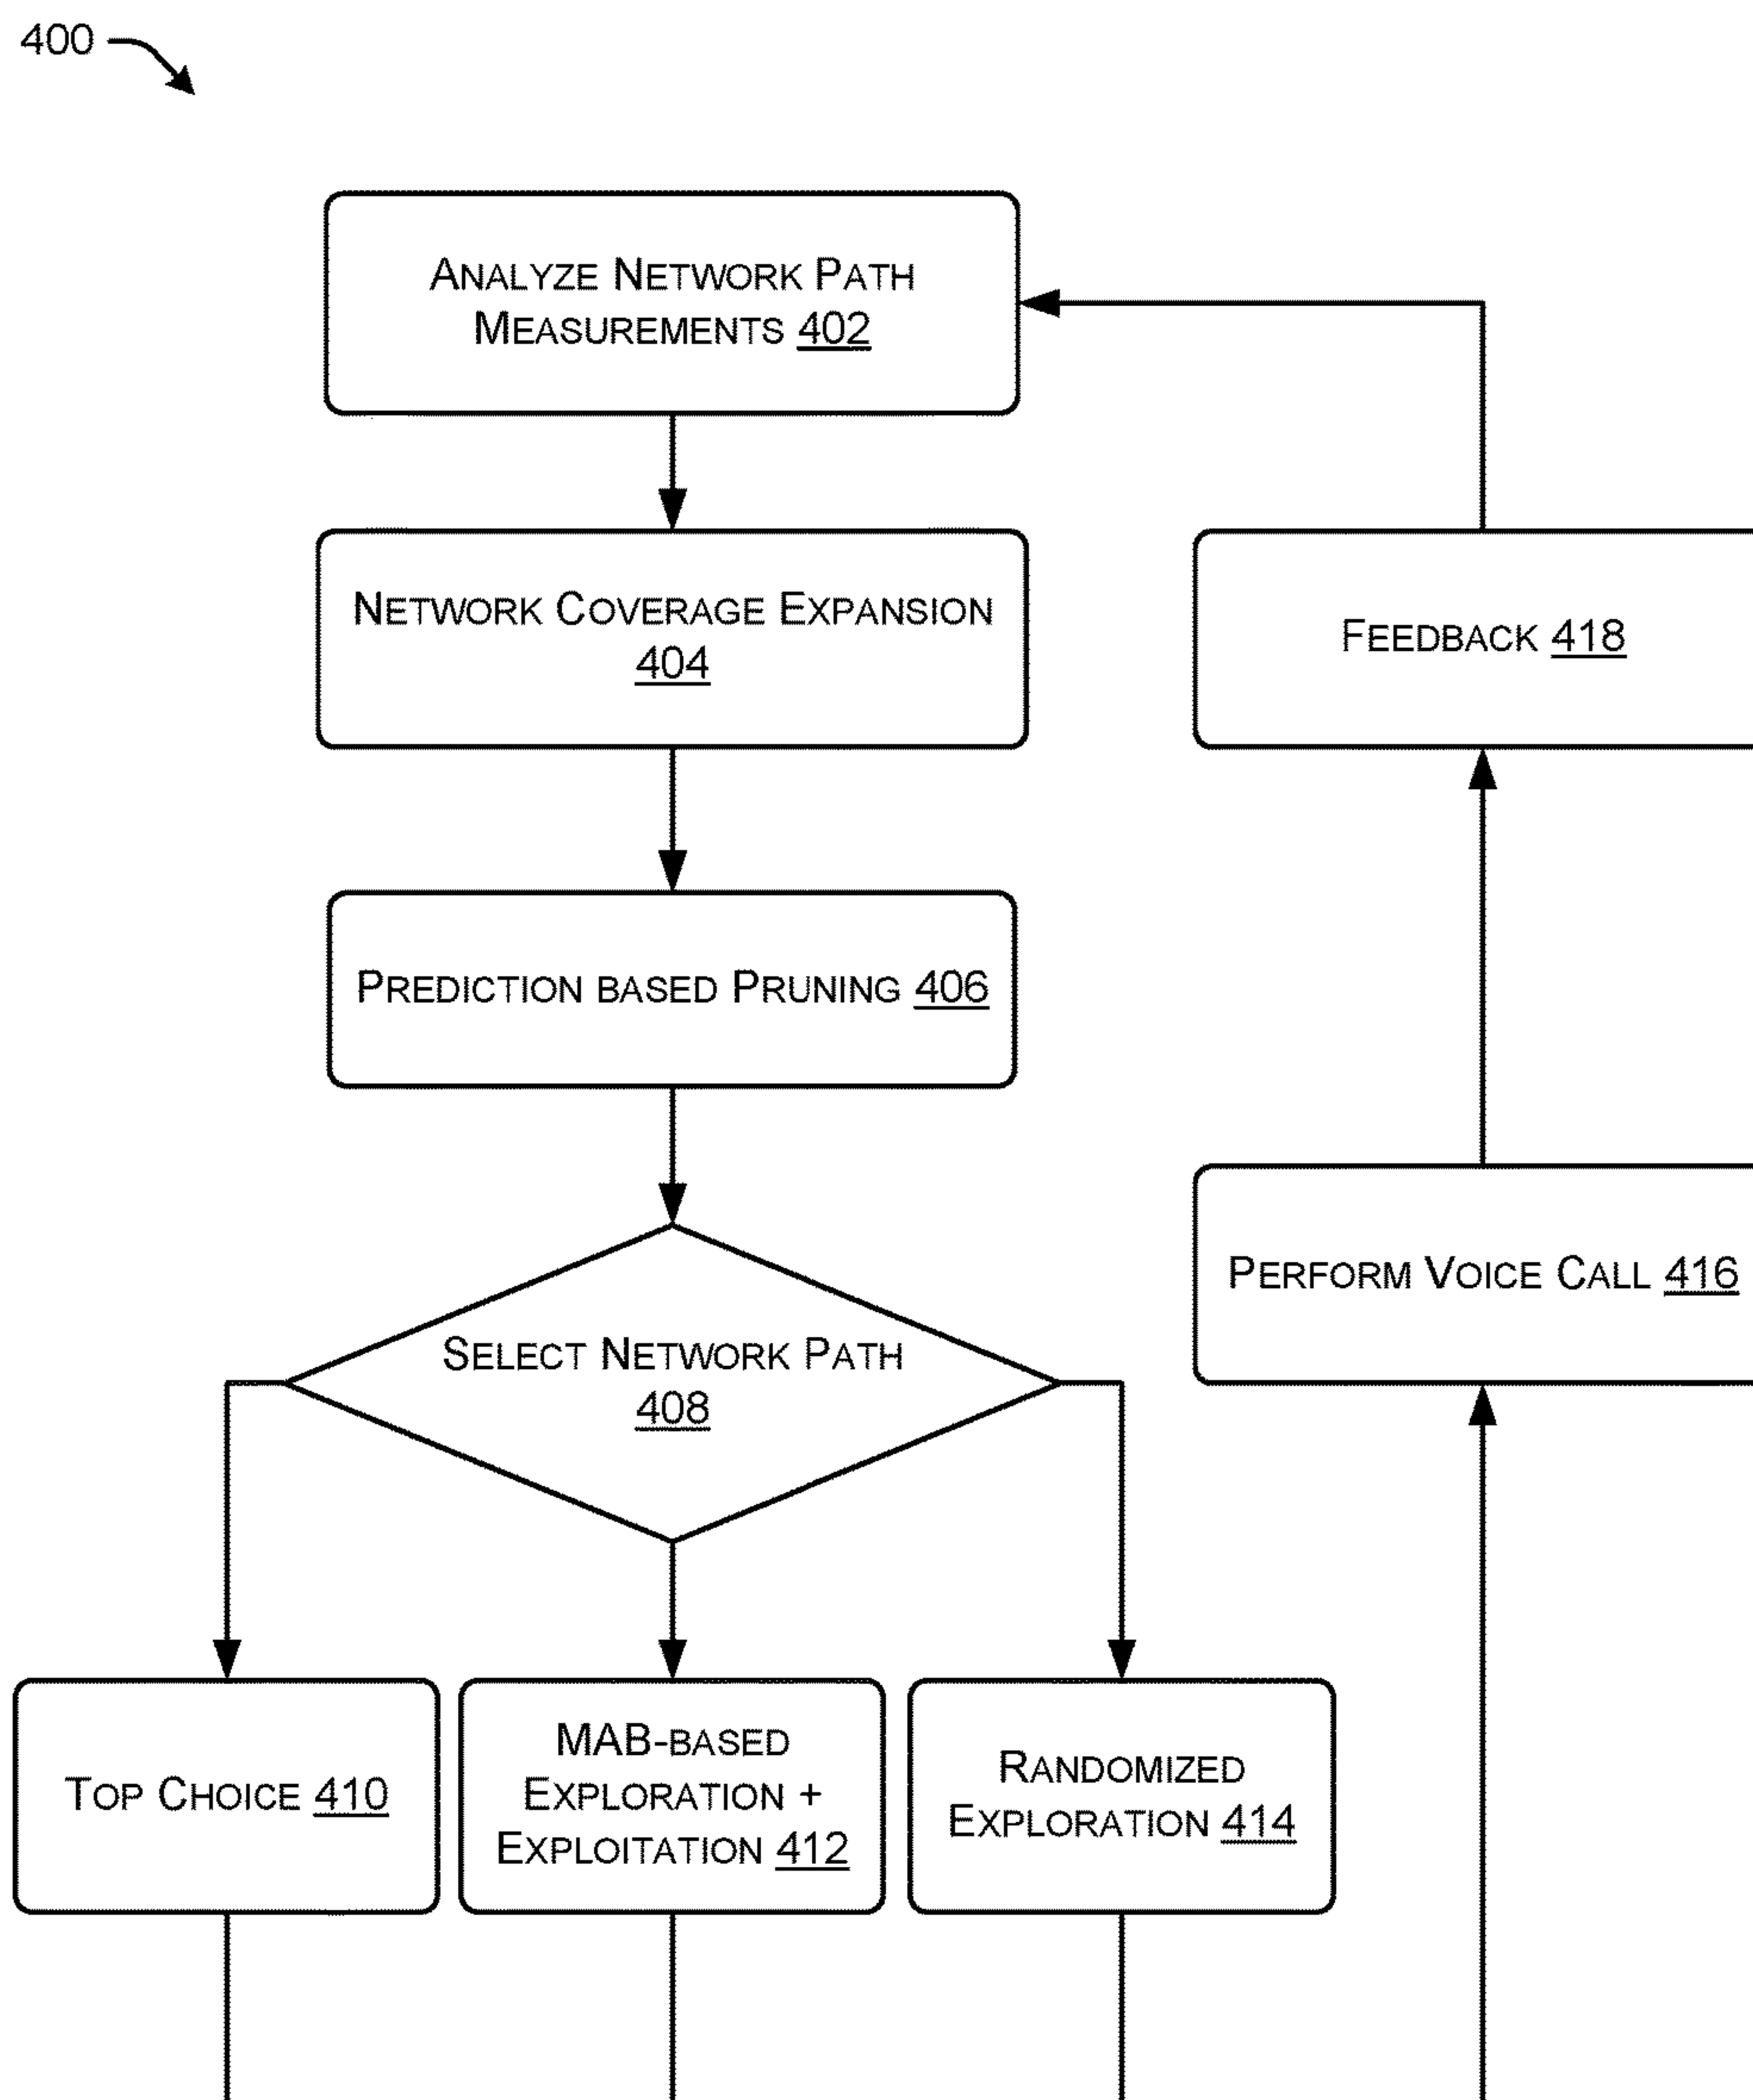 400
ANALYZE NETWORK PATH
MEASUREMENTS 402
NETWORK COVERAGE EXPANSION
404
FEEDBACK 418
PREDICTION BASED PRUNING 406
PERFORM VOICE CALL 416
SELECT NETWORK PATH
408
TOP CHOICE 410
MAB-BASED
EXPLORATION +
EXPLOITATION 412
RANDOMIZED
EXPLORATION 414